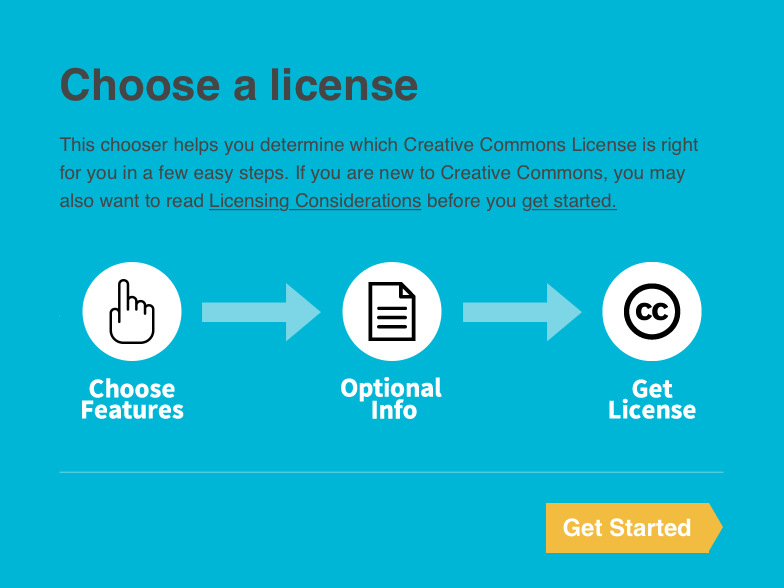 Choose a license
This chooser helps you determine which Creative Commons License is right
for you in a few easy steps. If you are new to Creative Commons, you may
also want to read Licensing Considerations before you get started.
cc
Choose
Features
Optional
Info
Get
License
Get Started